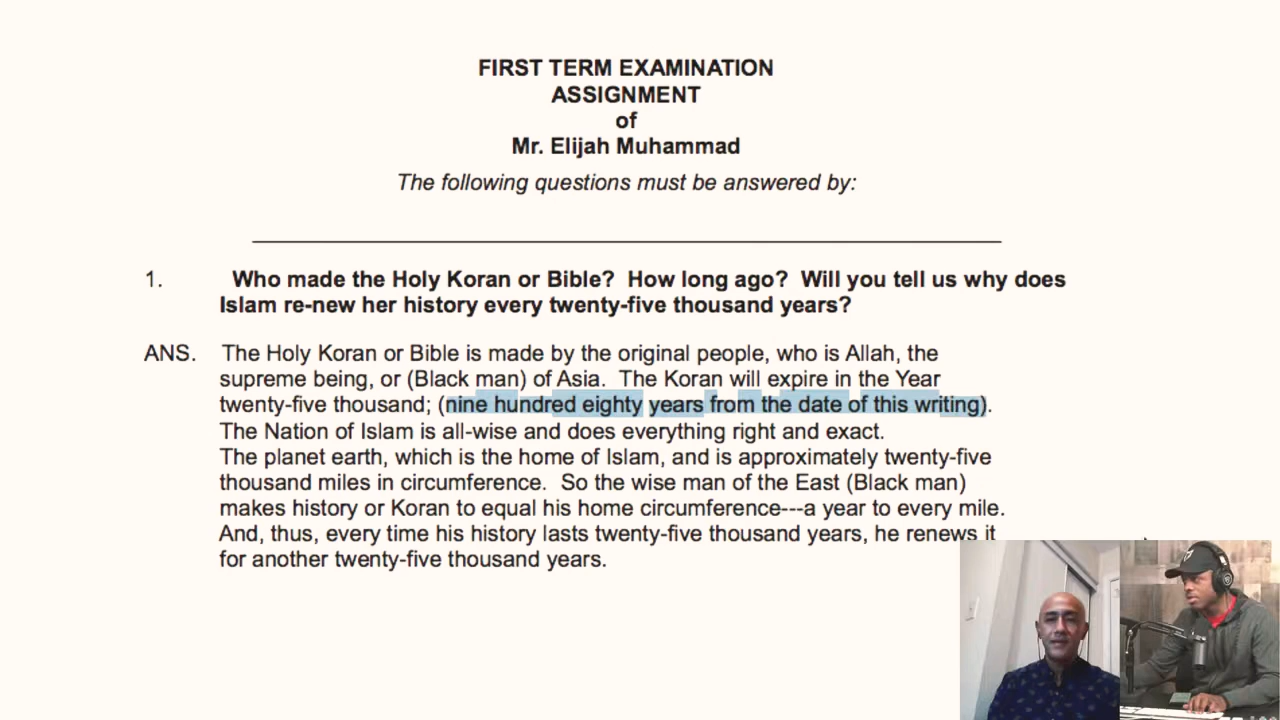 FIRST TERM EXAMINATION
ASSIGNMENT
of
Mr. Elijah Muhammad
The following questions must be answered by:
1. Who made the Holy Koran or Bible? How long ago? Will you tell us why does
Islam re-new her history every twenty-five thousand years?
ANS. The Holy Koran or Bible is made by the original people, who is Allah, the
supreme being, or (Black man) of Asia. The Koran will expire in the Year
twenty-five thousand; (nine hundred eighty years from the date of this writing).
The Nation of Islam is all-wise and does everything right and exact.
The planet earth, which is the home of Islam, and is approximately twenty-five
thousand miles in circumference. So the wise man of the East (Black man)
makes history or Koran to equal his home circumference---a year to every mile.
And, thus, every time his history lasts twenty-five thousand years, he renews it
for another twenty-five thousand years.